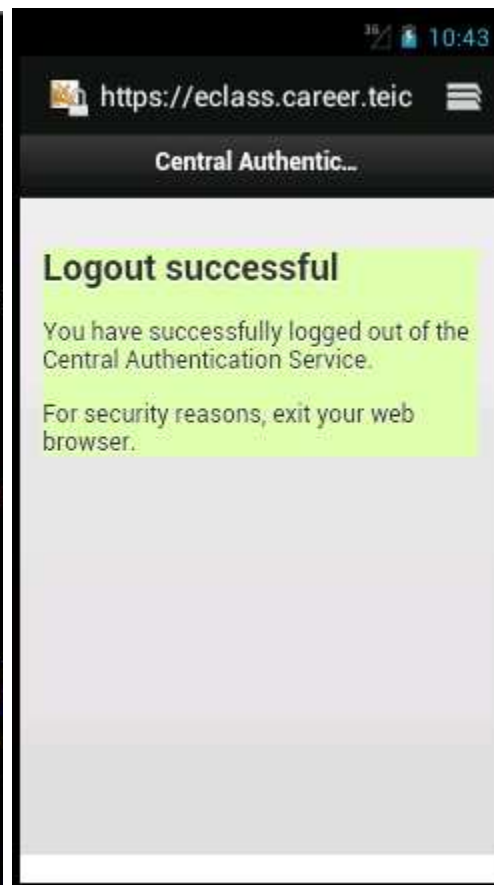 10:43
https://eclass.career.teic
Central Authentic…
Logout successful
You have successfully logged out of the
Central Authentication Service.
For security reasons, exit your web
browser.